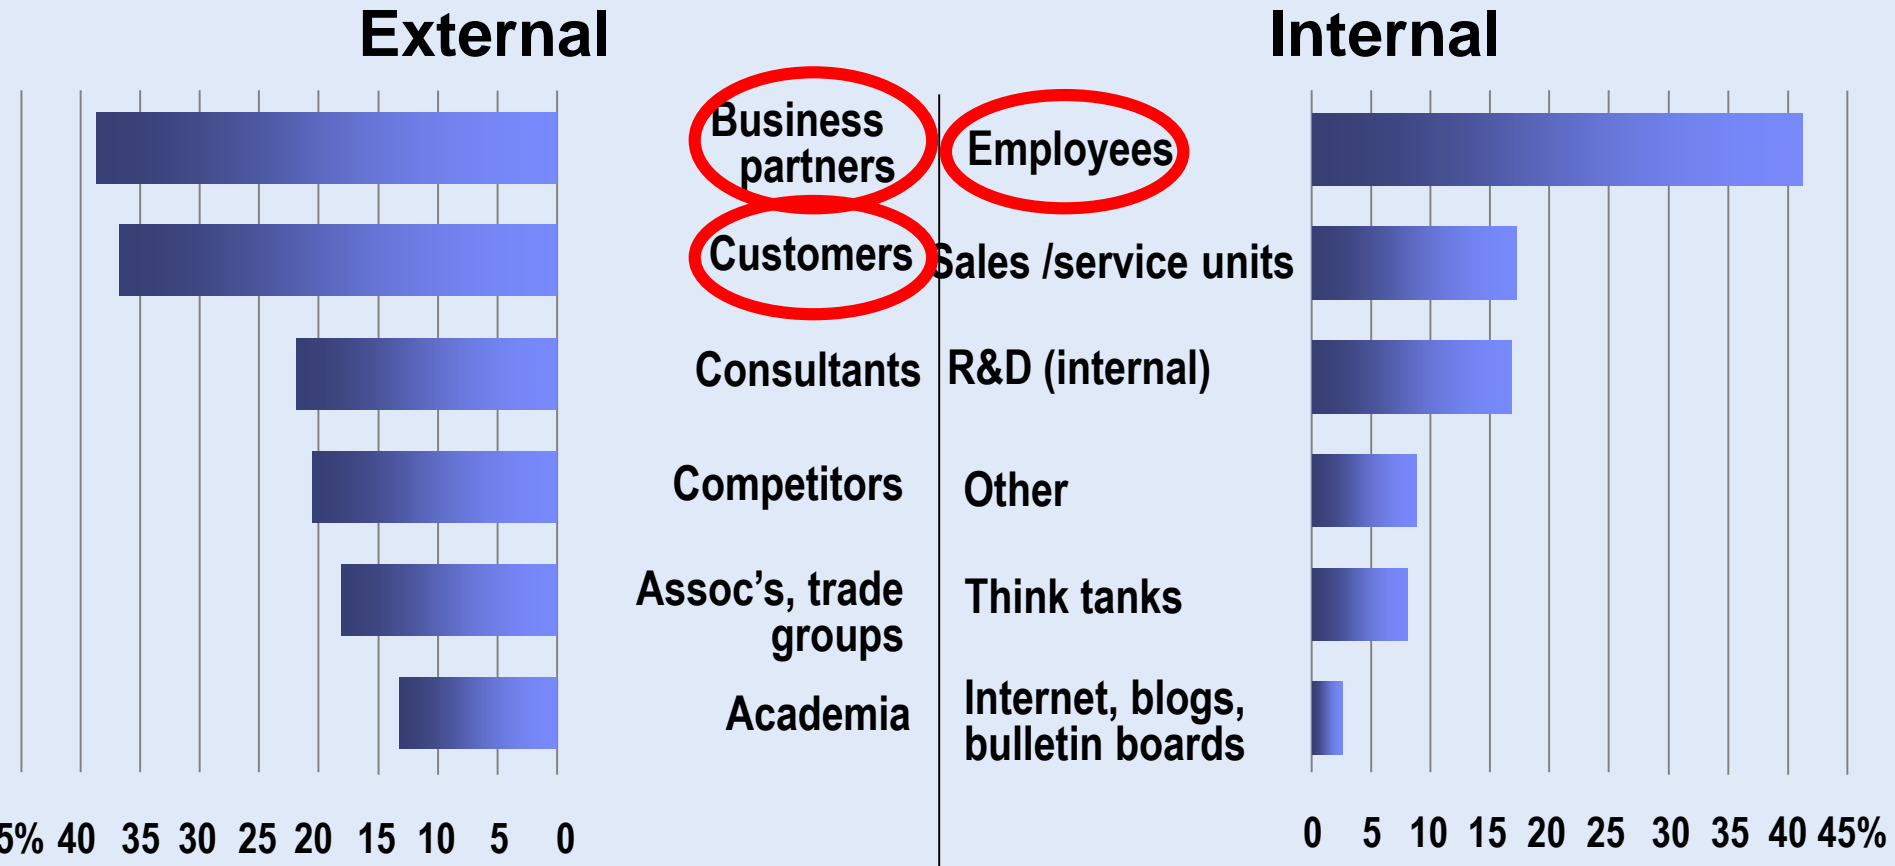 External
Internal
Business
partners
Customers
Consultants
Competitors
Assoc’s, trade
groups
Academia
Employees
Sales /service units
R&D (internal)
Other
Think tanks
Internet, blogs,
bulletin boards
5% 40 35 30 25 20 15 10 5 0
0 5 10 15 20 25 30 35 40 45%